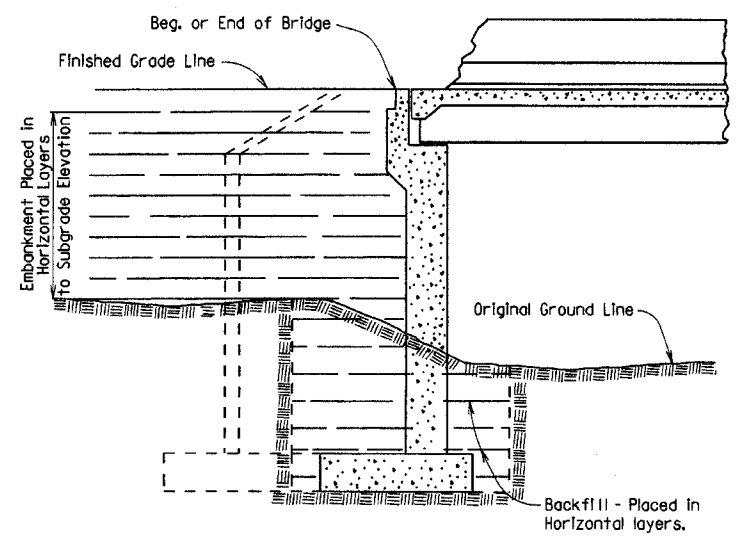 Beg. or End of Bridge
Finished Grade Line
Embankment Placed in
Horizontal Layers
to Subgrade Elevation
Original Ground Line
Backfill - Placed in
Horizontal layers.